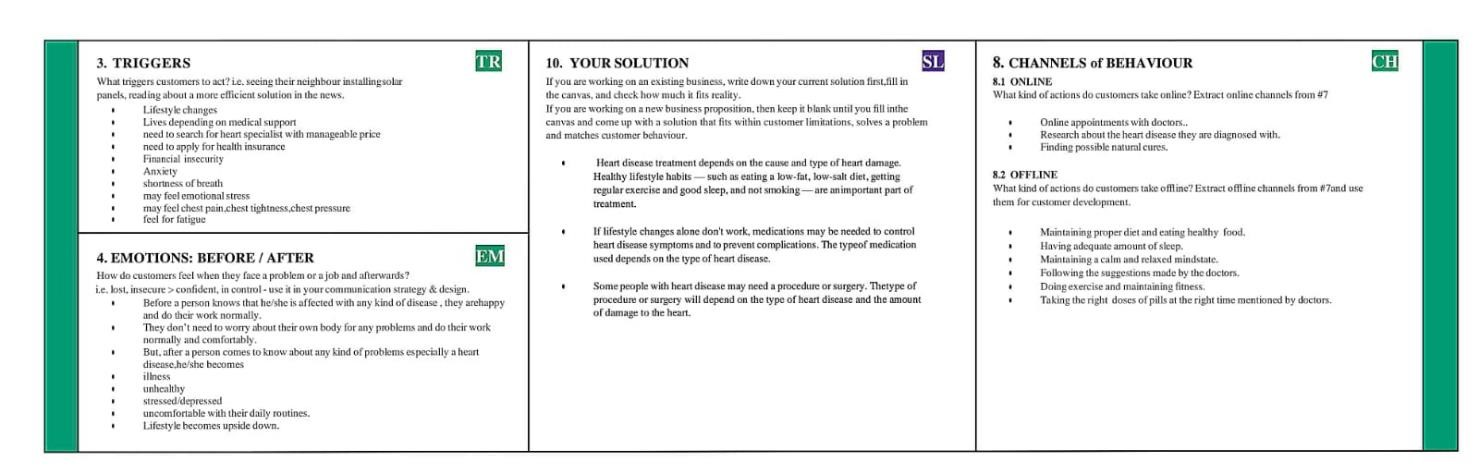 3. TRIGGERS
TR
What triggers customers to act? i.e. seeing their neighbour installingsolar
panels, reading about a more efficient solution in the news.
• Lifestyle changes
• Lives depending on medical support
• need to search for heart specialist with manageable price
• need to apply for health insurance
• Financial insecurity
• Anxiety
• shortness of breath
• may feel emotional stress
• may feel chest pain,chest tightness,chest pressure
• feel for fatigue
4. EMOTIONS: BEFORE / AFTER
EM
How do customers feel when they face a problem or a job and afterwards?
i.e. lost, insecure > confident, in control - use it in your communication strategy & design.
• Before a person knows that he/she is affected with any kind of disease , they arehappy
and do their work normally.
• They don't need to worry about their own body for any problems and do their work
normally and comfortably.
• But, after a person comes to know about any kind of problems especially a heart
disease,he/she becomes
• illness
• unhealthy
• stressed/depressed
• uncomfortable with their daily routines.
• Lifestyle becomes upside down.
10. YOUR SOLUTION
SL
If you are working on an existing business, write down your current solution first,fill in
the canvas, and check how much it fits reality.
If you are working on a new business proposition, then keep it blank until you fill inthe
canvas and come up with a solution that fits within customer limitations, solves a problem
and matches customer behaviour.
• Heart disease treatment depends on the cause and type of heart damage.
Healthy lifestyle habits — such as eating a low-fat, low-salt diet, getting
regular exercise and good sleep, and not smoking — are animportant part of
treatment.
• If lifestyle changes alone don't work, medications may be needed to control
heart disease symptoms and to prevent complications. The typeof medication
used depends on the type of heart disease.
• Some people with heart disease may need a procedure or surgery. Thetype of
procedure or surgery will depend on the type of heart disease and the amount
of damage to the heart.
8. CHANNELS of BEHAVIOUR
CH
8.1 ONLINE
What kind of actions do customers take online? Extract online channels from #7
• Online appointments with doctors..
• Research about the heart disease they are diagnosed with.
• Finding possible natural cures.
8.2 OFFLINE
What kind of actions do customers take offline? Extract offline channels from #7and use
them for customer development.
• Maintaining proper diet and eating healthy food.
• Having adequate amount of sleep.
• Maintaining a calm and relaxed mindstate.
• Following the suggestions made by the doctors.
• Doing exercise and maintaining fitness.
• Taking the right doses of pills at the right time mentioned by doctors.